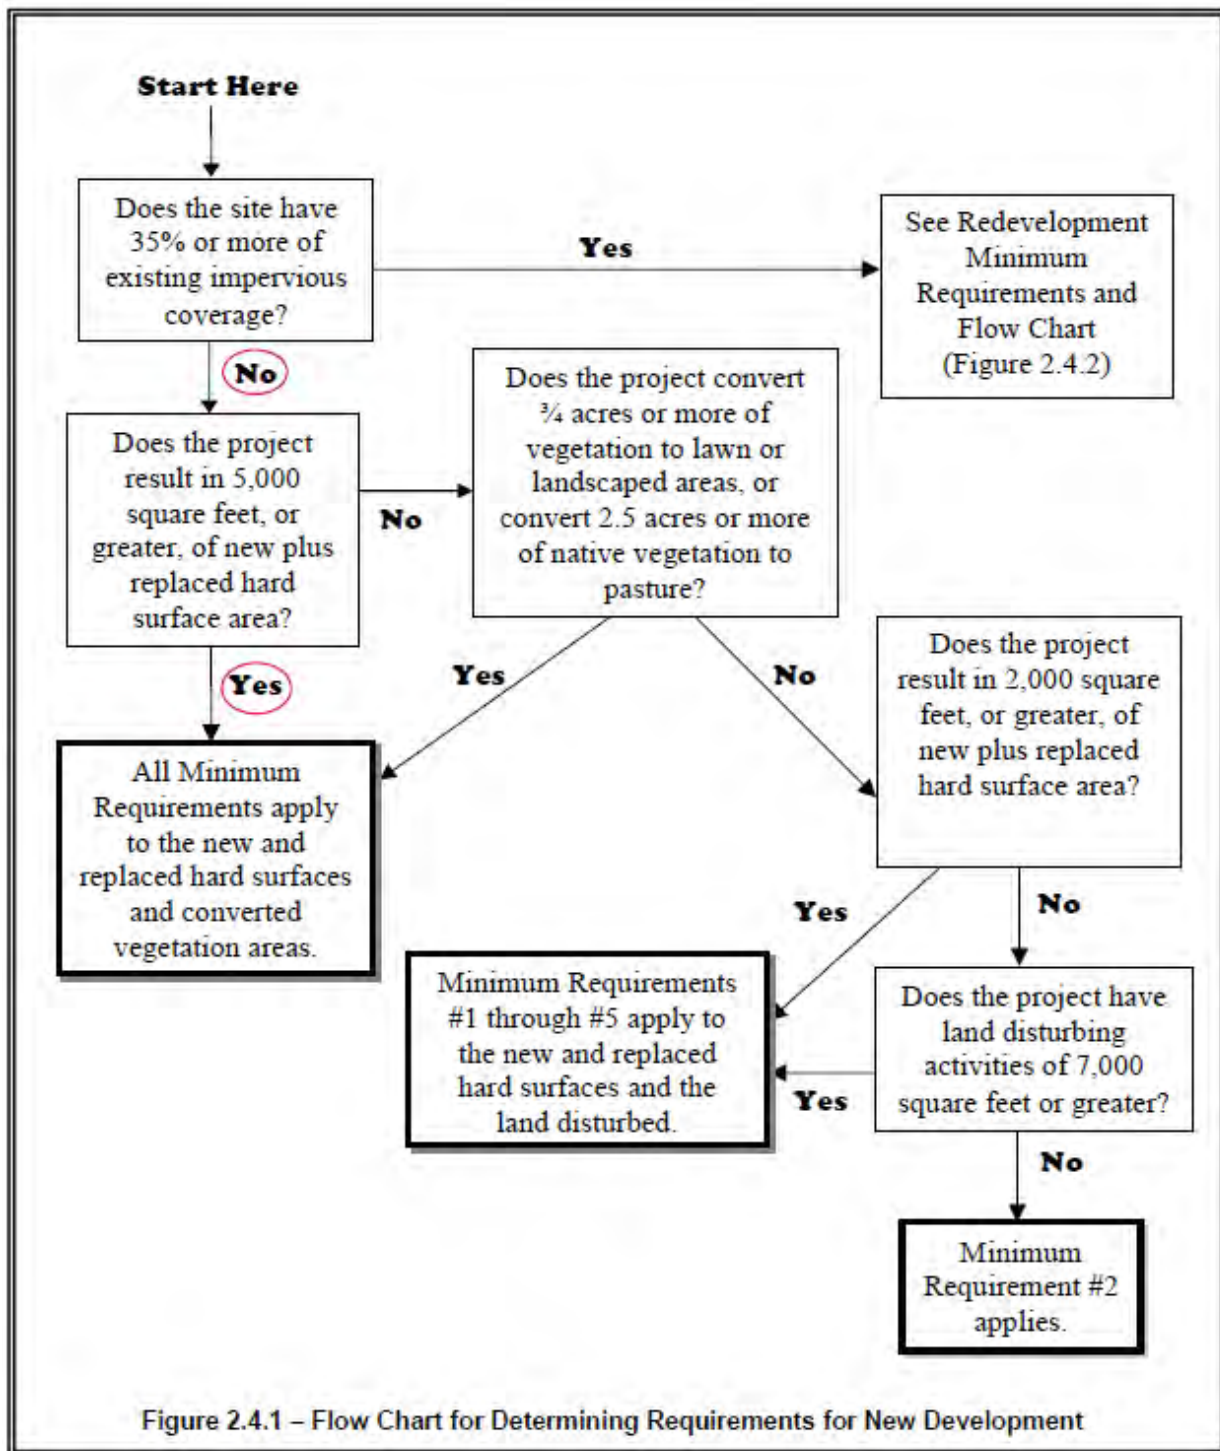 Start Here
Does the site have
35% or more of
existing impervious
coverage?
Yes
See Redevelopment
Minimum
Requirements and
Flow Chart
(Figure 2.4.2)
No
Does the project
result in 5,000
square feet, or
greater, of new plus
replaced hard
surface area?
No
Does the project convert
¾ acres or more of
vegetation to lawn or
landscaped areas, or
convert 2.5 acres or more
of native vegetation to
pasture?
Yes
Yes
No
Does the project
result in 2,000 square
feet, or greater, of
new plus replaced
hard surface area?
All Minimum
Requirements apply
to the new and
replaced hard surfaces
and converted
vegetation areas.
Yes
No
Minimum Requirements
#1 through #5 apply to
the new and replaced
hard surfaces and the
land disturbed.
Does the project have
land disturbing
activities of 7,000
square feet or greater?
Yes
No
Minimum
Requirement #2
applies.
Figure 2.4.1 – Flow Chart for Determining Requirements for New Development